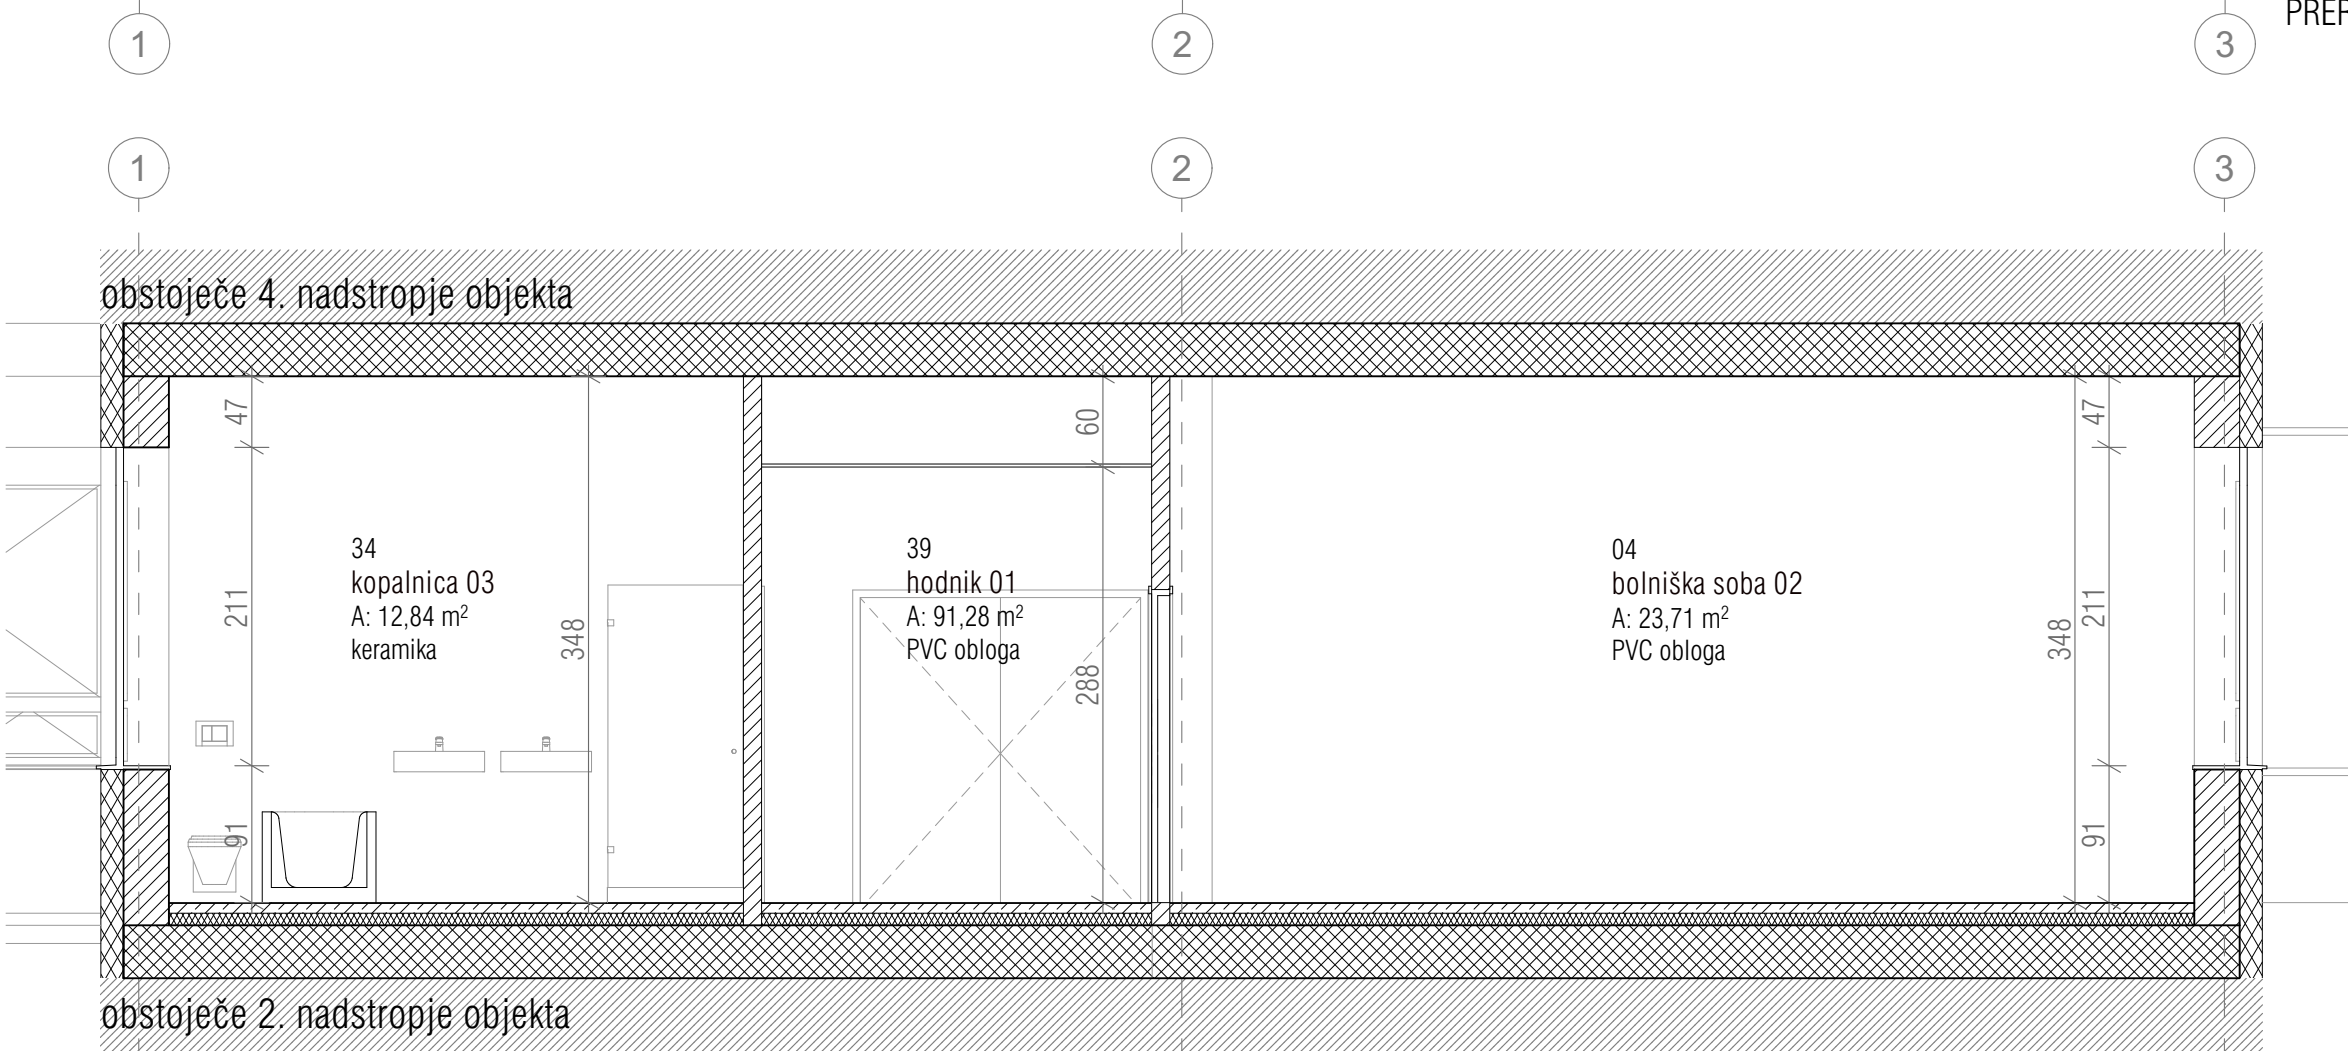 PREP
1
2
3
1
2
3
obstoječe 4. nadstropje objekta
47
60
47
34
kopalnica 03
A: 12,84 m²
keramika
39
hodnik 01
A: 91,28 m²
PVC obloga
04
bolniška soba 02
A: 23,71 m²
PVC obloga
211
348
288
348
211
91
91
obstoječe 2. nadstropje objekta